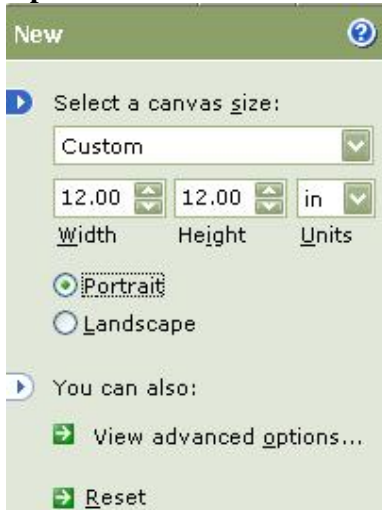 New
Select a canvas size:
Custom
12.00 12.00 in
Width Height Units
Portrait
Landscape
You can also:
View advanced options...
Reset